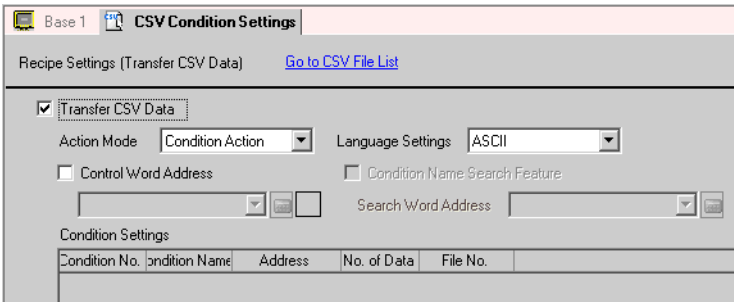 Base 1 CSV Condition Settings
Recipe Settings (Transfer CSV Data) Go to CSV File List
Transfer CSV Data
Action Mode Condition Action Language Settings ASCII
Control Word Address Condition Name Search Feature
Search Word Address
Condition Settings
Condition No. ondition Name Address No. of Data File No.